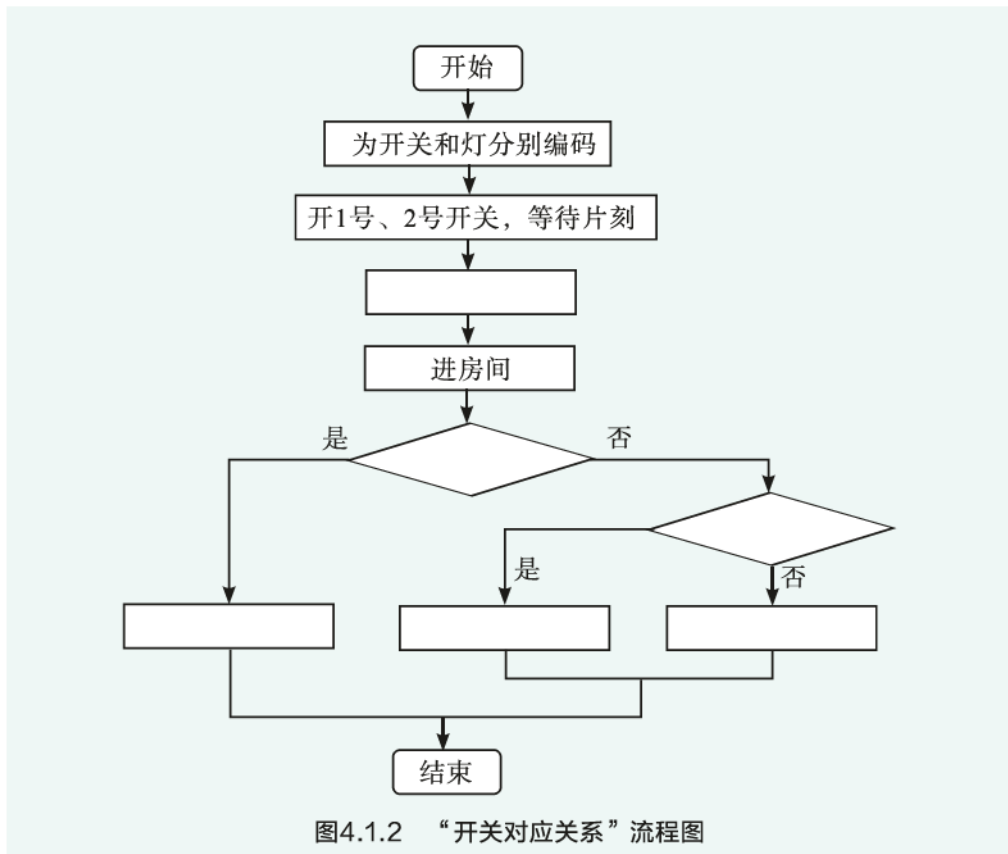 开始
为开关和灯分别编码
开1号、2号开关，等待片刻
进房间
是
否
是
否
结束
图4.1.2 “开关对应关系”流程图